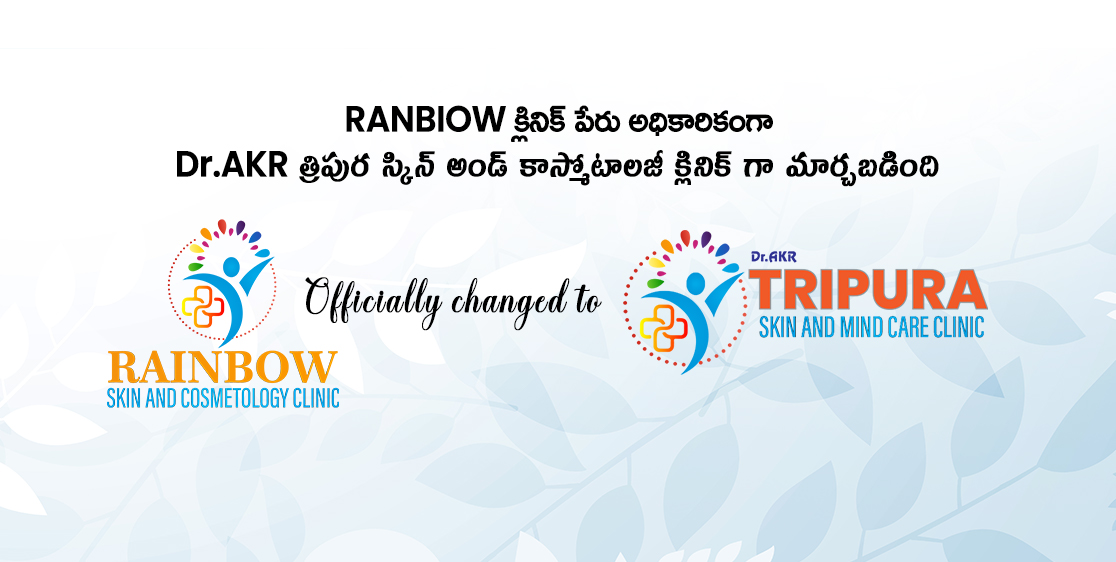 RANBIOW క్లినిక్ పేరు అధికారికంగా
Dr.AKR త్రిపుర స్కిన్ అండ్ కాస్మోటాలజీ క్లినిక్ గా మార్చబడింది
RAINBOW
SKIN AND COSMETOLOGY CLINIC
Officially changed to
Dr.AKR
TRIPURA
SKIN AND MIND CARE CLINIC